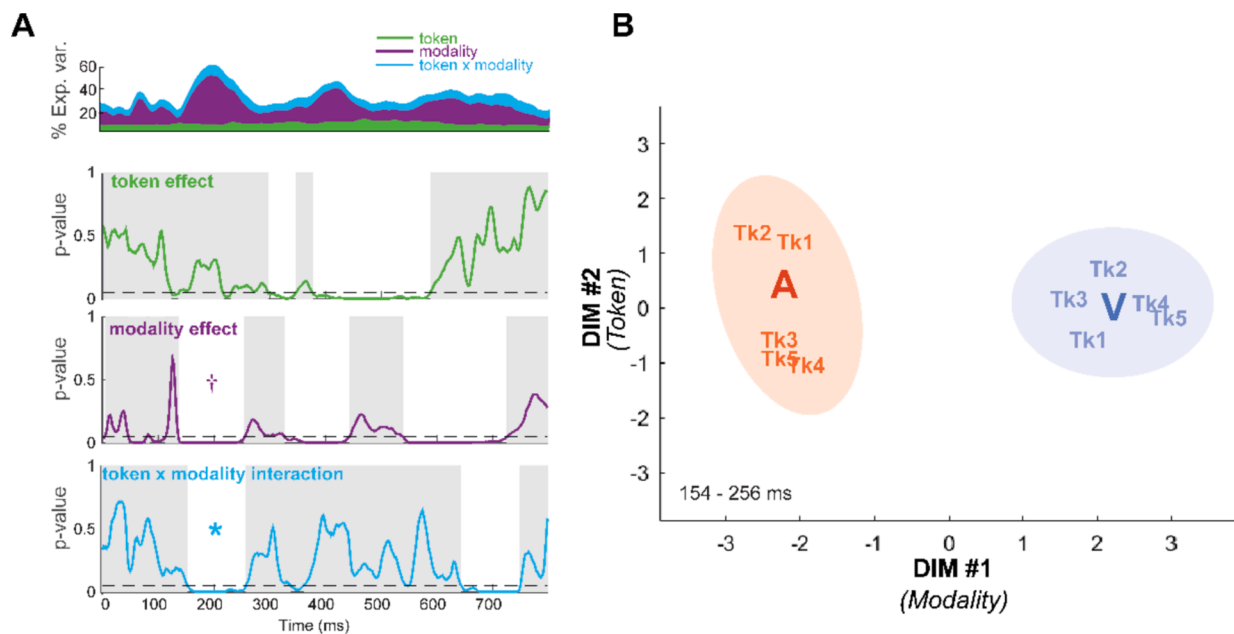 A
token
modality
token x modality
% Exp. var.
60
40
20
token effect
p-value
1
0.5
0
modality effect
†
p-value
1
0.5
0
token x modality interaction
*
p-value
1
0.5
0
0 100 200 300 400 500 600 700
Time (ms)
B
DIM #2
(Token)
3
2
1
0
-1
-2
-3
Tk2 Tk1
A
Tk3
Tk5 Tk4
Tk2
Tk3 V Tk4
Tk5
Tk1
154 - 256 ms
-3 -2 -1 0 1 2 3
DIM #1
(Modality)